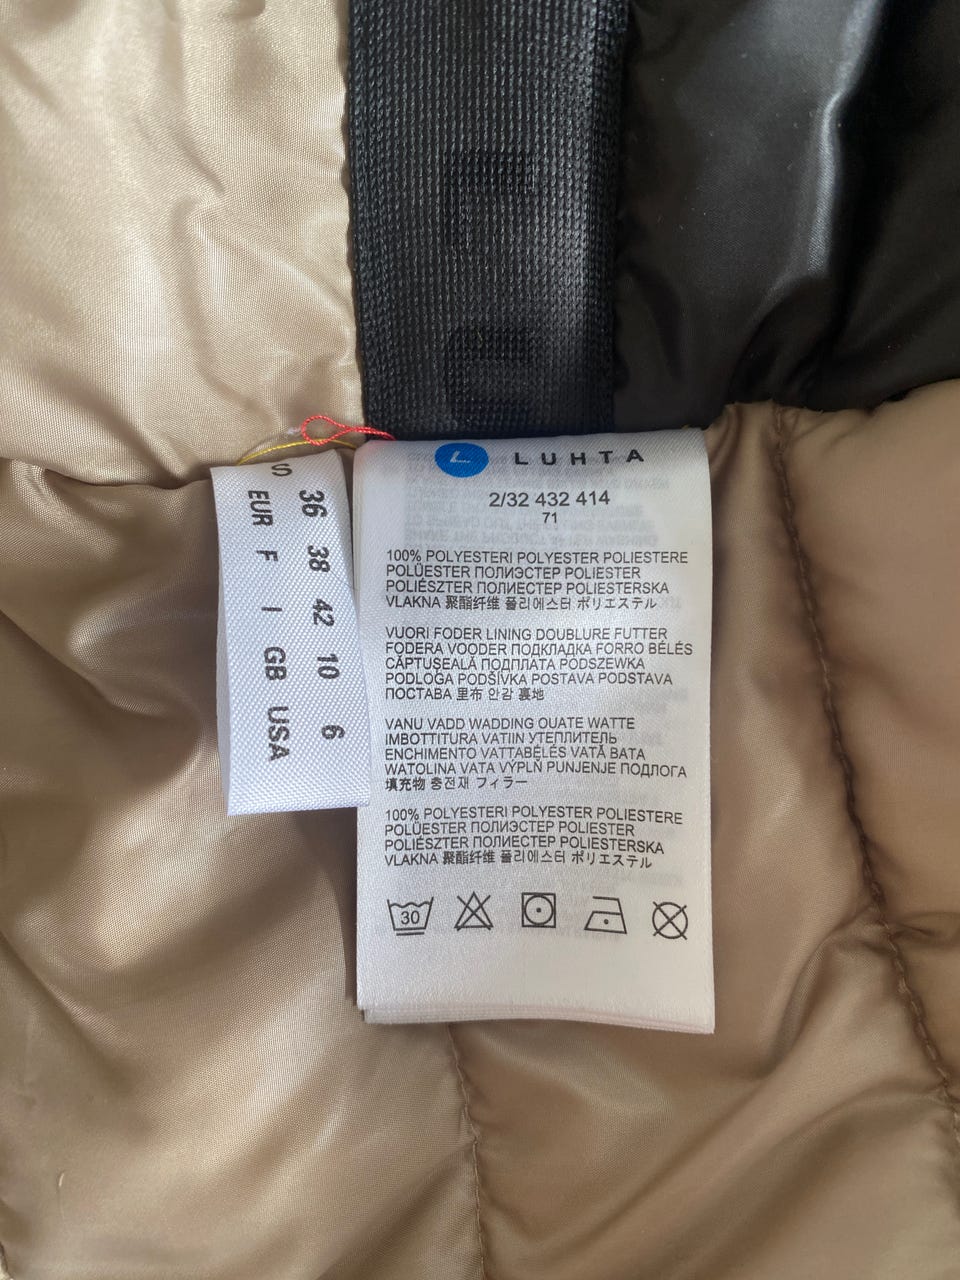 S
36 38 42 10 6
EUR F I GB USA
L LUHTA
2/32 432 414
71
100% POLYESTERI POLYESTER POLIESTERE
POLÜESTER ПОЛИЭСТЕР POLIESTER
POLIÉSZTER ПОЛИЕСТЕР POLIESTERSKA
VLAKNA 聚酯纤维 폴리에스터 ポリエステル
VUORI FODER LINING DOUBLURE FUTTER
FODERA VOODER ПОДКЛАДКА FORRO BÉLÉS
CĂPTUȘEALĂ ПОДПЛАТА PODSZEWKA
PODLOGA PODŠÍVKA POSTAVA PODSTAVA
ПОСТАВА 里布 안감 裏地
VANU VADD WADDING OUATE WATTE
IMBOTTITURA VATIIN УТЕПЛИТЕЛЬ
ENCHIMENTO VATTABÉLÉS VATĂ ВАТА
WATOLINA VATA VÝPLŇ PUNJENJE ПОДЛОГА
填充物 충전재 フィラー
100% POLYESTERI POLYESTER POLIESTERE
POLÜESTER ПОЛИЭСТЕР POLIESTER
POLIÉSZTER ПОЛИЕСТЕР POLIESTERSKA
VLAKNA 聚酯纤维 폴리에스터 ポリエステル
30